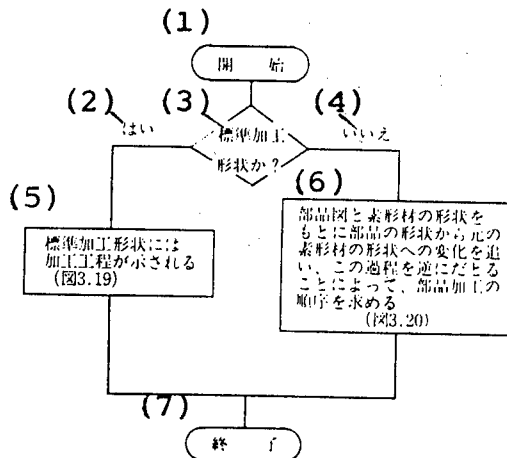 (1)
開 始
(2)
(3)
(4)
はい
標準加工
いいえ
形状か?
(5)
標準加工形状には
加工工程が示される
(図3.19)
(6)
部品図と素形材の形状を
もとに部品の形状から元の
素形材の形状への変化を追
い、この過程を逆にだとる
ことによって、部品加工の
順序を求める
(図3.20)
(7)
終 了